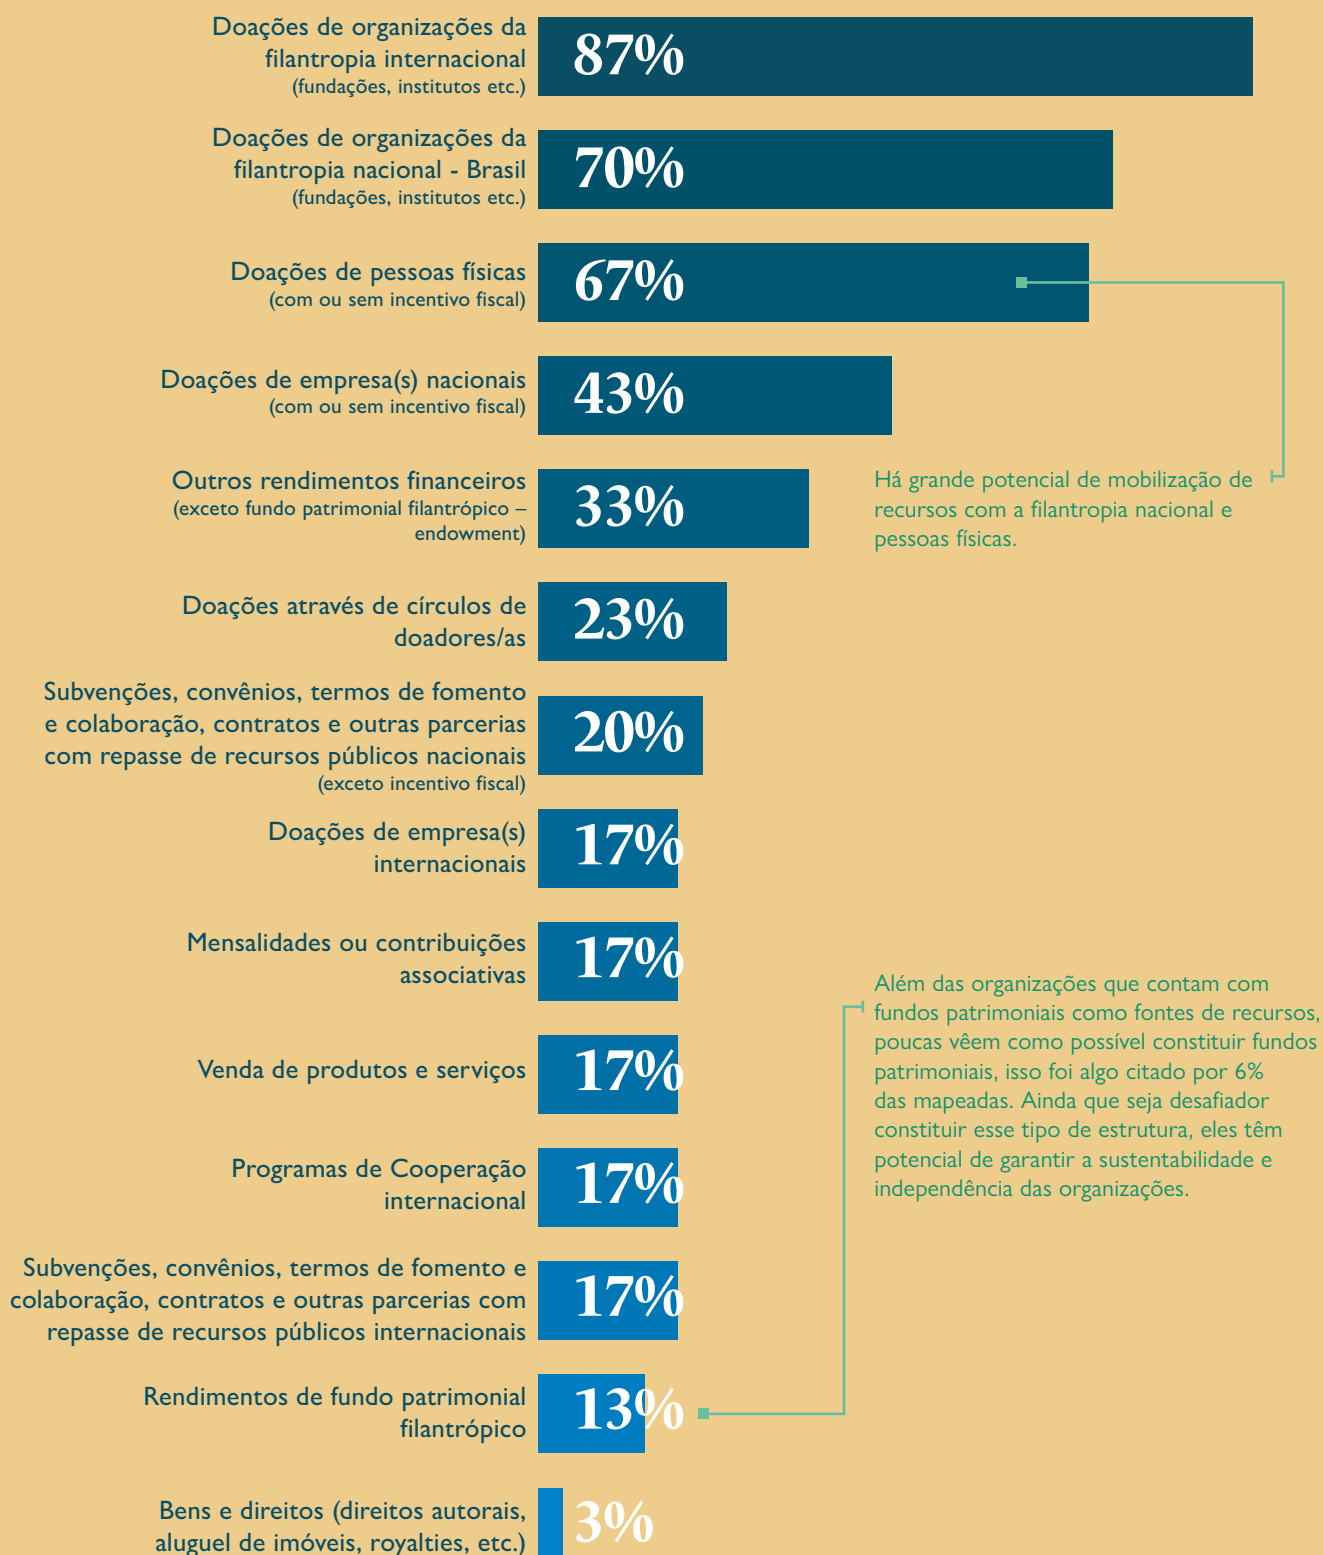 Doações de organizações da
filantropia internacional
(fundações, institutos etc.)
87%
Doações de organizações da
filantropia nacional - Brasil
(fundações, institutos etc.)
70%
Doações de pessoas físicas
(com ou sem incentivo fiscal)
67%
Doações de empresa(s) nacionais
(com ou sem incentivo fiscal)
43%
Outros rendimentos financeiros
(exceto fundo patrimonial filantrópico –
endowment)
33%
Há grande potencial de mobilização de
recursos com a filantropia nacional e
pessoas físicas.
Doações através de círculos de
doadores/as
23%
Subvenções, convênios, termos de fomento
e colaboração, contratos e outras parcerias
com repasse de recursos públicos nacionais
(exceto incentivo fiscal)
20%
Doações de empresa(s)
internacionais
17%
Mensalidades ou contribuições
associativas
17%
Venda de produtos e serviços
17%
Além das organizações que contam com
fundos patrimoniais como fontes de recursos,
poucas vêem como possível constituir fundos
patrimoniais, isso foi algo citado por 6%
das mapeadas. Ainda que seja desafiador
constituir esse tipo de estrutura, eles têm
potencial de garantir a sustentabilidade e
independência das organizações.
Programas de Cooperação
internacional
17%
Subvenções, convênios, termos de fomento e
colaboração, contratos e outras parcerias com
repasse de recursos públicos internacionais
17%
Rendimentos de fundo patrimonial
filantrópico
13%
Bens e direitos (direitos autorais,
aluguel de imóveis, royalties, etc.)
3%